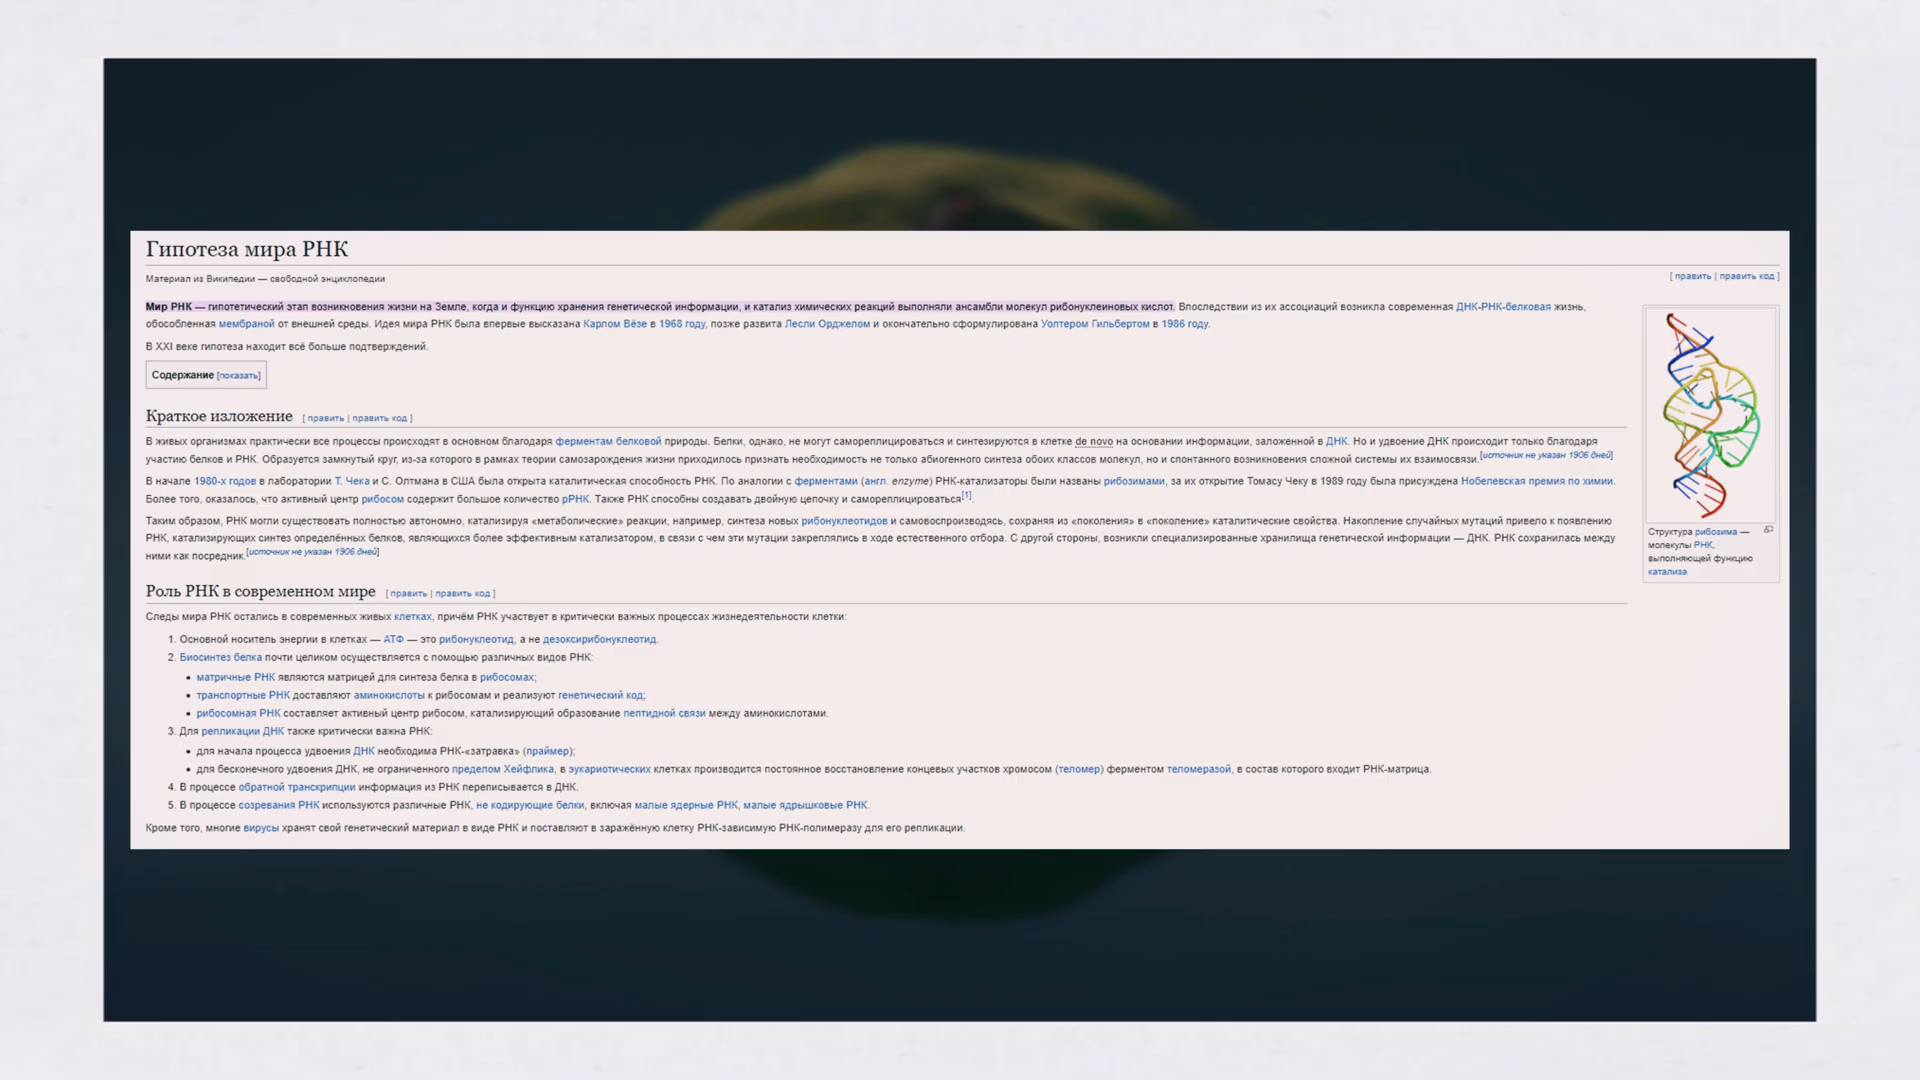 Гипотеза мира РНК
Материал из Википедии — свободной энциклопедии
[ править | править код ]
Мир РНК — гипотетический этап возникновения жизни на Земле, когда и функцию хранения генетической информации, и катализ химических реакций выполняли ансамбли молекул рибонуклеиновых кислот. Впоследствии из их ассоциаций возникла современная ДНК-РНК-белковая жизнь,
обособленная мембраной от внешней среды. Идея мира РНК была впервые высказана Карлом Вёзе в 1968 году, позже развита Лесли Орджелом и окончательно сформулирована Уолтером Гильбертом в 1986 году.
В XXI веке гипотеза находит всё больше подтверждений.
Содержание [показать]
Краткое изложение [ править | править код ]
В живых организмах практически все процессы происходят в основном благодаря ферментам белковой природы. Белки, однако, не могут самореплицироваться и синтезируются в клетке de novo на основании информации, заложенной в ДНК. Но и удвоение ДНК происходит только благодаря
участию белков и РНК. Образуется замкнутый круг, из-за которого в рамках теории самозарождения жизни приходилось признать необходимость не только абиогенного синтеза обоих классов молекул, но и спонтанного возникновения сложной системы их взаимосвязи.[источник не указан 1906 дней]
В начале 1980-х годов в лаборатории Т. Чека и С. Олтмана в США была открыта каталитическая способность РНК. По аналогии с ферментами (англ. enzyme) РНК-катализаторы были названы рибозимами, за их открытие Томасу Чеку в 1989 году была присуждена Нобелевская премия по химии.
Более того, оказалось, что активный центр рибосом содержит большое количество рРНК. Также РНК способны создавать двойную цепочку и самореплицироваться[1].
Таким образом, РНК могли существовать полностью автономно, катализируя «метаболические» реакции, например, синтеза новых рибонуклеотидов и самовоспроизводясь, сохраняя из «поколения» в «поколение» каталитические свойства. Накопление случайных мутаций привело к появлению
РНК, катализирующих синтез определённых белков, являющихся более эффективным катализатором, в связи с чем эти мутации закреплялись в ходе естественного отбора. С другой стороны, возникли специализированные хранилища генетической информации — ДНК. РНК сохранилась между
ними как посредник.[источник не указан 1906 дней]
Структура рибозима —
молекулы РНК,
выполняющей функцию
катализа
Роль РНК в современном мире [ править | править код ]
Следы мира РНК остались в современных живых клетках, причём РНК участвует в критически важных процессах жизнедеятельности клетки:
1. Основной носитель энергии в клетках — АТФ — это рибонуклеотид, а не дезоксирибонуклеотид.
2. Биосинтез белка почти целиком осуществляется с помощью различных видов РНК:
• матричные РНК являются матрицей для синтеза белка в рибосомах;
• транспортные РНК доставляют аминокислоты к рибосомам и реализуют генетический код;
• рибосомная РНК составляет активный центр рибосом, катализирующий образование пептидной связи между аминокислотами.
3. Для репликации ДНК также критически важна РНК:
• для начала процесса удвоения ДНК необходима РНК-«затравка» (праймер);
• для бесконечного удвоения ДНК, не ограниченного пределом Хейфлика, в эукариотических клетках производится постоянное восстановление концевых участков хромосом (теломер) ферментом теломеразой, в состав которого входит РНК-матрица.
4. В процессе обратной транскрипции информация из РНК переписывается в ДНК.
5. В процессе созревания РНК используются различные РНК, не кодирующие белки, включая малые ядерные РНК, малые ядрышковые РНК.
Кроме того, многие вирусы хранят свой генетический материал в виде РНК и поставляют в заражённую клетку РНК-зависимую РНК-полимеразу для его репликации.